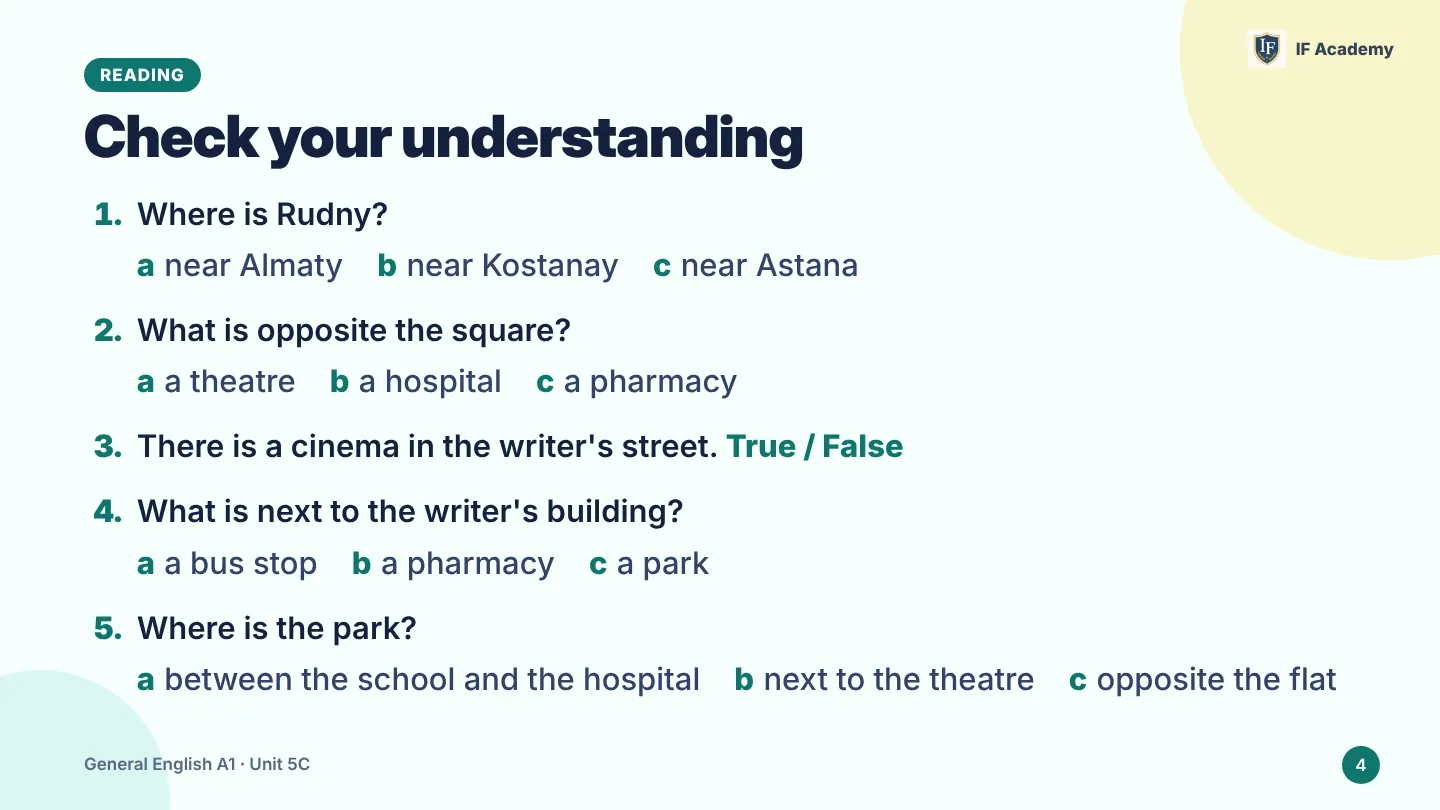 IF IF Academy
READING
Check your understanding
1. Where is Rudny?
a near Almaty b near Kostanay c near Astana
2. What is opposite the square?
a a theatre b a hospital c a pharmacy
3. There is a cinema in the writer's street. True / False
4. What is next to the writer's building?
a a bus stop b a pharmacy c a park
5. Where is the park?
a between the school and the hospital b next to the theatre c opposite the flat
General English A1 · Unit 5C
4